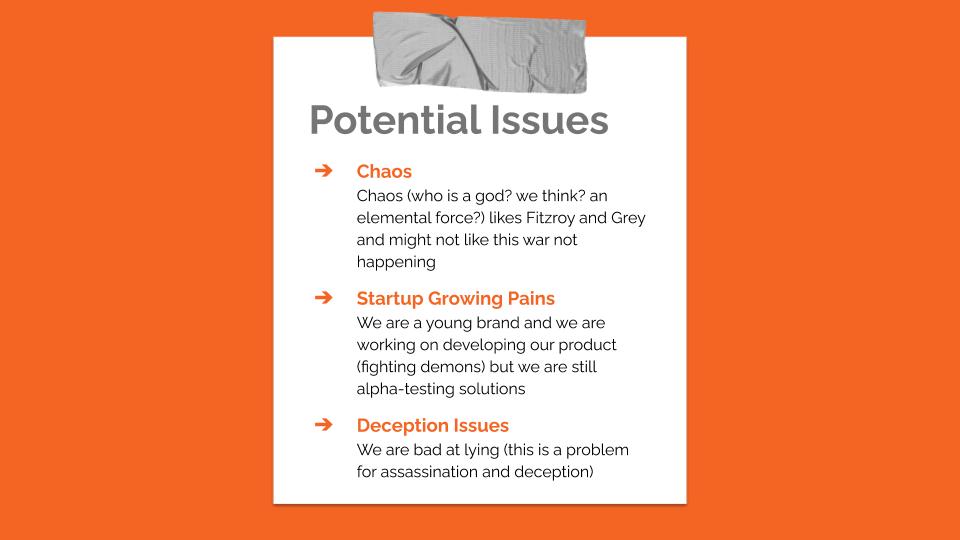 Potential Issues
➔ Chaos
Chaos (who is a god? we think? an
elemental force?) likes Fitzroy and Grey
and might not like this war not
happening
➔ Startup Growing Pains
We are a young brand and we are
working on developing our product
(fighting demons) but we are still
alpha-testing solutions
➔ Deception Issues
We are bad at lying (this is a problem
for assassination and deception)